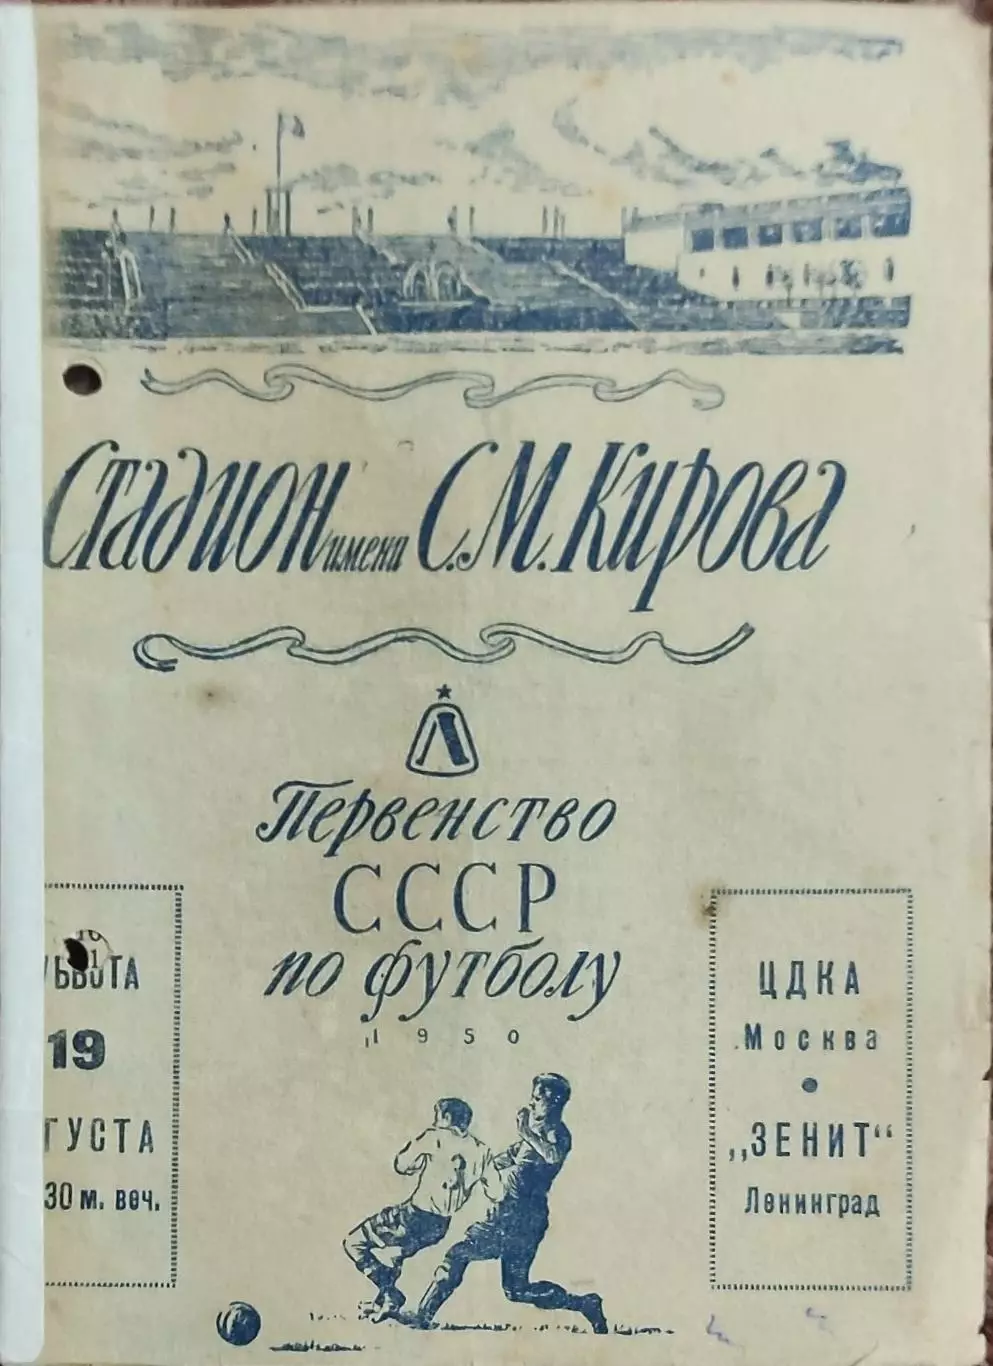 Стадион имени С.М.Кирова
Л
Первенство
СССР
по футболу
1950
УББОТА
19
ГУСТА
30 м. веч.
ЦДКА
Москва
„ЗЕНИТ“
Ленинград